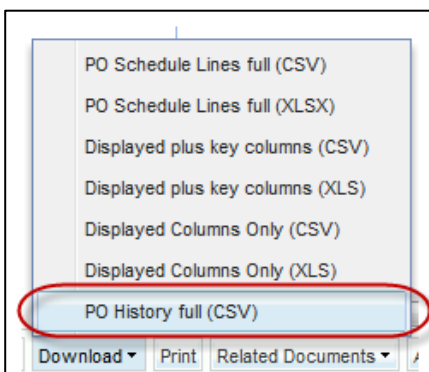 PO Schedule Lines full (CSV)
PO Schedule Lines full (XLSX)
Displayed plus key columns (CSV)
Displayed plus key columns (XLS)
Displayed Columns Only (CSV)
Displayed Columns Only (XLS)
PO History full (CSV)
Download Print Related Documents